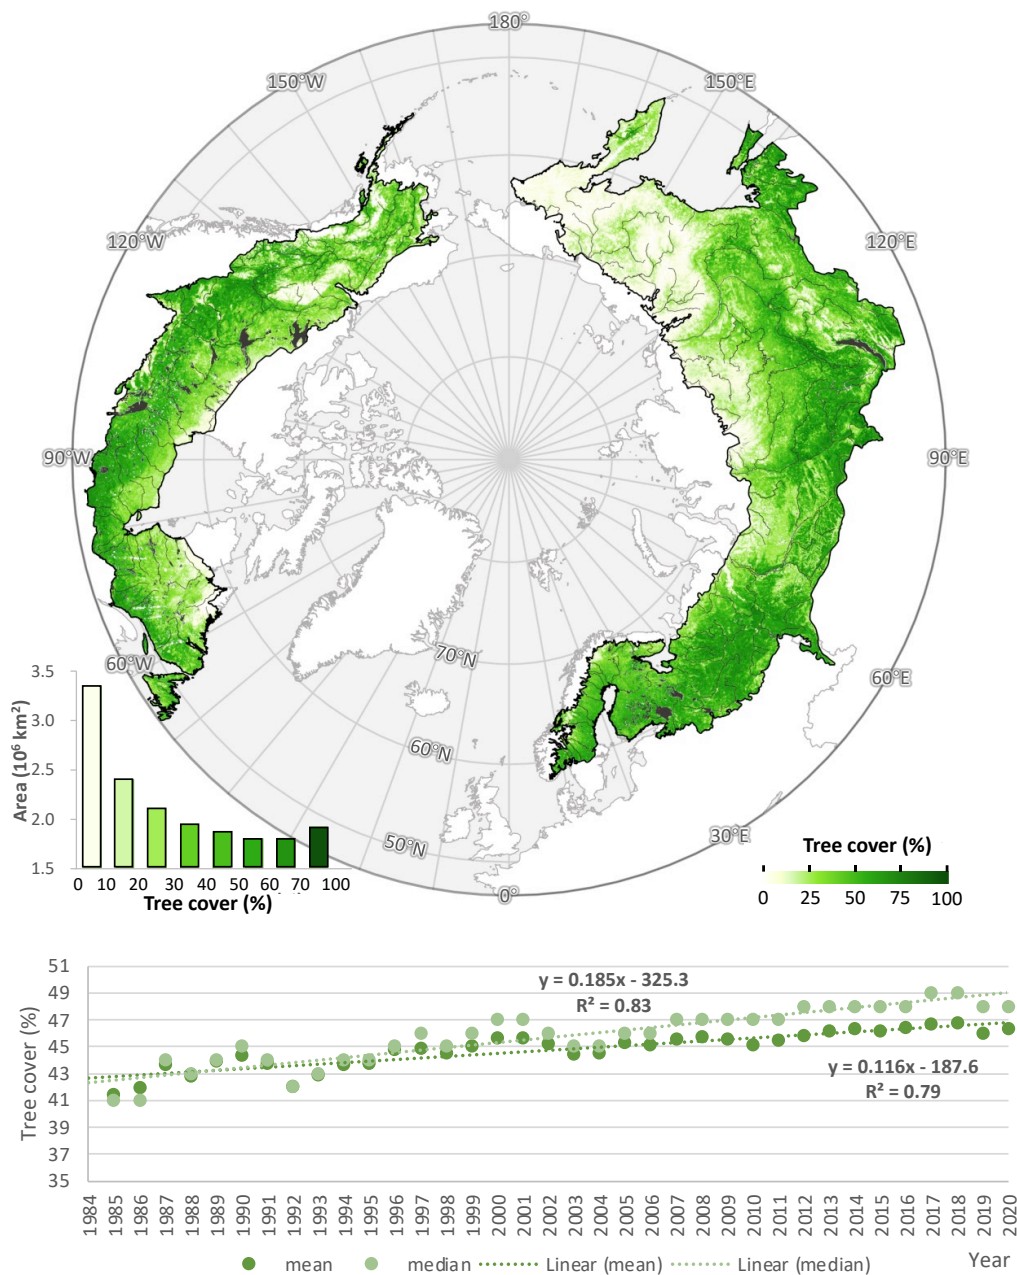 180°
150°W
150°E
120°W
120°E
90°W
90°E
60°W
60°E
70°N
60°N
50°N
30°E
0°
3.5
3.0
2.5
2.0
1.5
Area (10⁶ km²)
0 10 20 30 40 50 60 70 100
Tree cover (%)
Tree cover (%)
0 25 50 75 100
51
49
47
45
43
41
39
37
35
Tree cover (%)
y = 0.185x - 325.3
R² = 0.83
y = 0.116x - 187.6
R² = 0.79
1984 1985 1986 1987 1988 1989 1990 1991 1992 1993 1994 1995 1996 1997 1998 1999 2000 2001 2002 2003 2004 2005 2006 2007 2008 2009 2010 2011 2012 2013 2014 2015 2016 2017 2018 2019 2020
mean median Linear (mean) Linear (median) Year